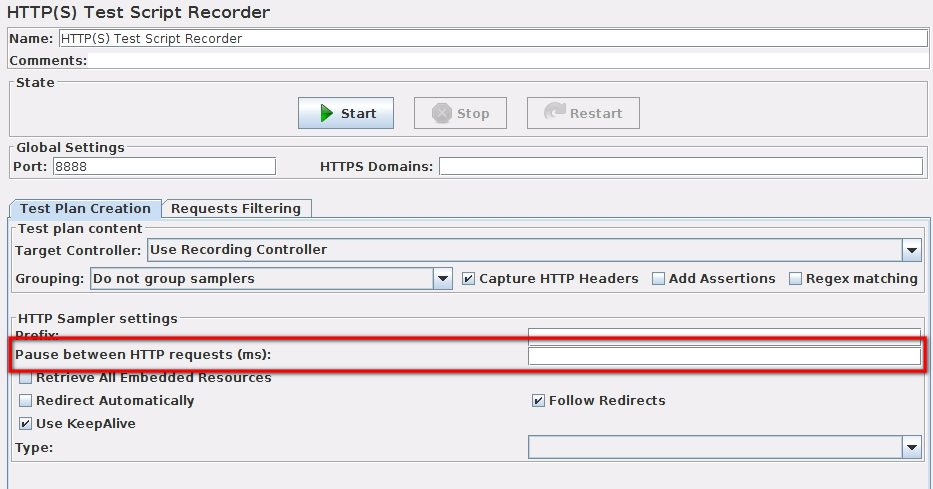 HTTP(S) Test Script Recorder
Name: HTTP(S) Test Script Recorder
Comments:
State
Start Stop Restart
Global Settings
Port: 8888 HTTPS Domains:
Test Plan Creation Requests Filtering
Test plan content
Target Controller: Use Recording Controller
Grouping: Do not group samplers Capture HTTP Headers Add Assertions Regex matching
HTTP Sampler settings
Prefix:
Pause between HTTP requests (ms):
Retrieve All Embedded Resources
Redirect Automatically Follow Redirects
Use KeepAlive
Type: